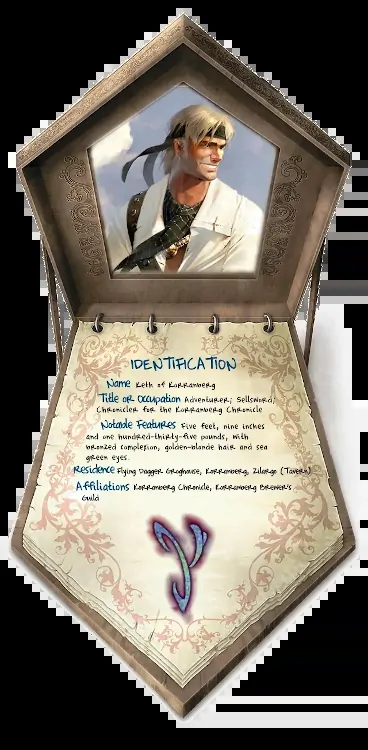 IDENTIFICATION
Name Keth of Korranberg
Title or Occupation Adventurer; Sellsword;
Chronicler for the Korranberg Chronicle
Notable Features Five feet, nine inches
and one hundred-thirty-five pounds, with
bronzed complexion, golden-blonde hair and sea
green eyes.
Residence Flying Dagger Groghouse, Korranberg, Zilargo (Tavern)
Affiliations Korranberg Chronicle, Korranberg Brewer's
Guild